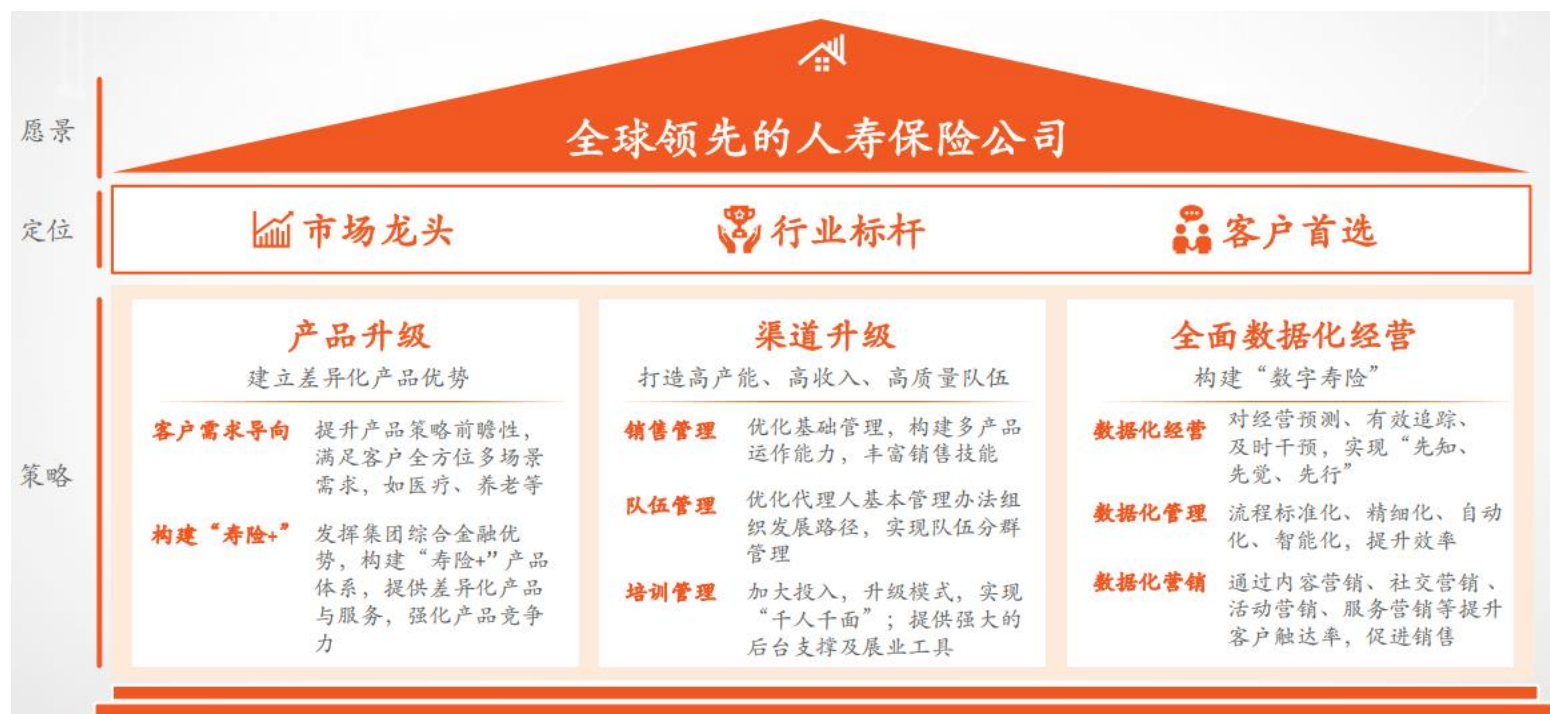 愿景
全球领先的人寿保险公司
定位
市场龙头
行业标杆
客户首选
策略
产品升级
建立差异化产品优势
客户需求导向
提升产品策略前瞻性，
满足客户全方位多场景
需求，如医疗、养老等
构建“寿险+”
发挥集团综合金融优
势，构建“寿险+”产品
体系，提供差异化产品
与服务，强化产品竞争
力
渠道升级
打造高产能、高收入、高质量队伍
销售管理
优化基础管理，构建多产品
运作能力，丰富销售技能
队伍管理
优化代理人基本管理办法组
织发展路径，实现队伍分群
管理
培训管理
加大投入，升级模式，实现
“千人千面”；提供强大的
后台支撑及展业工具
全面数据化经营
构建“数字寿险”
数据化经营
对经营预测、有效追踪、
及时干预，实现“先知、
先觉、先行”
数据化管理
流程标准化、精细化、自动
化、智能化，提升效率
数据化营销
通过内容营销、社交营销、
活动营销、服务营销等提升
客户触达率，促进销售